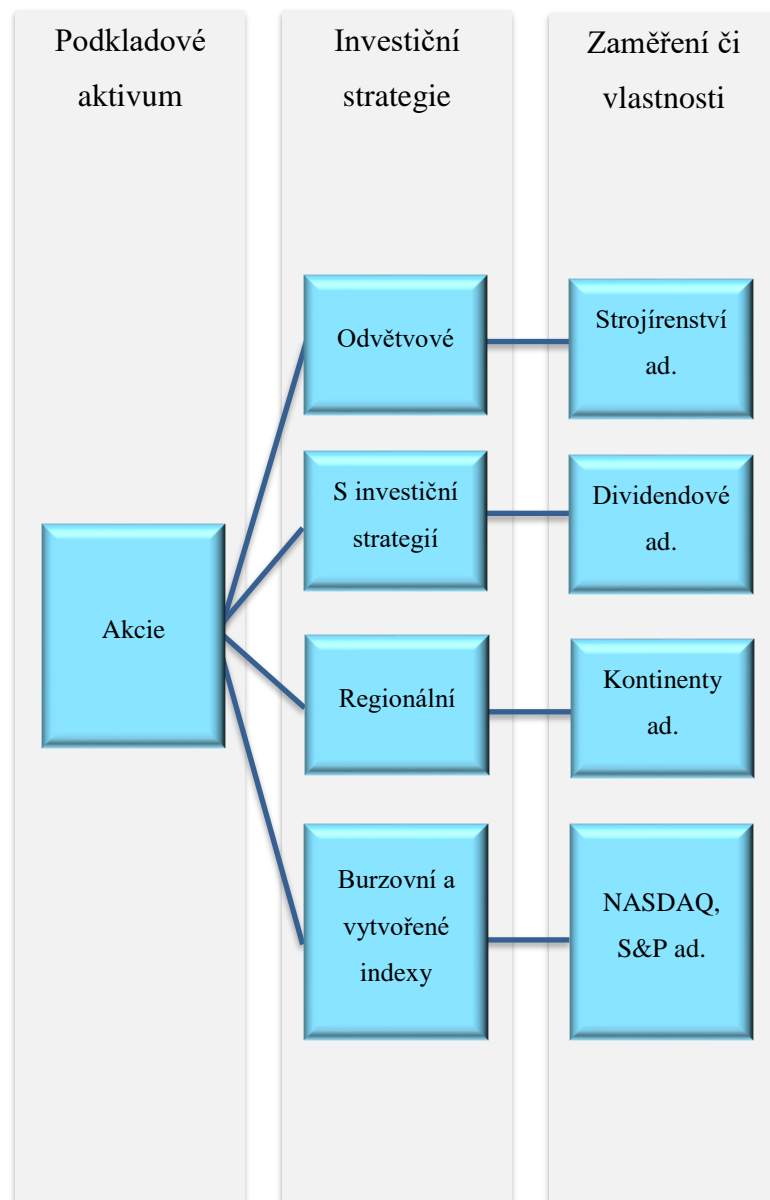 Podkladové
aktivum
Investiční
strategie
Zaměření či
vlastnosti
Odvětvové
Strojírenství
ad.
S investiční
strategií
Dividendové
ad.
Akcie
Regionální
Kontinenty
ad.
Burzovní a
vytvořené
indexy
NASDAQ,
S&P ad.